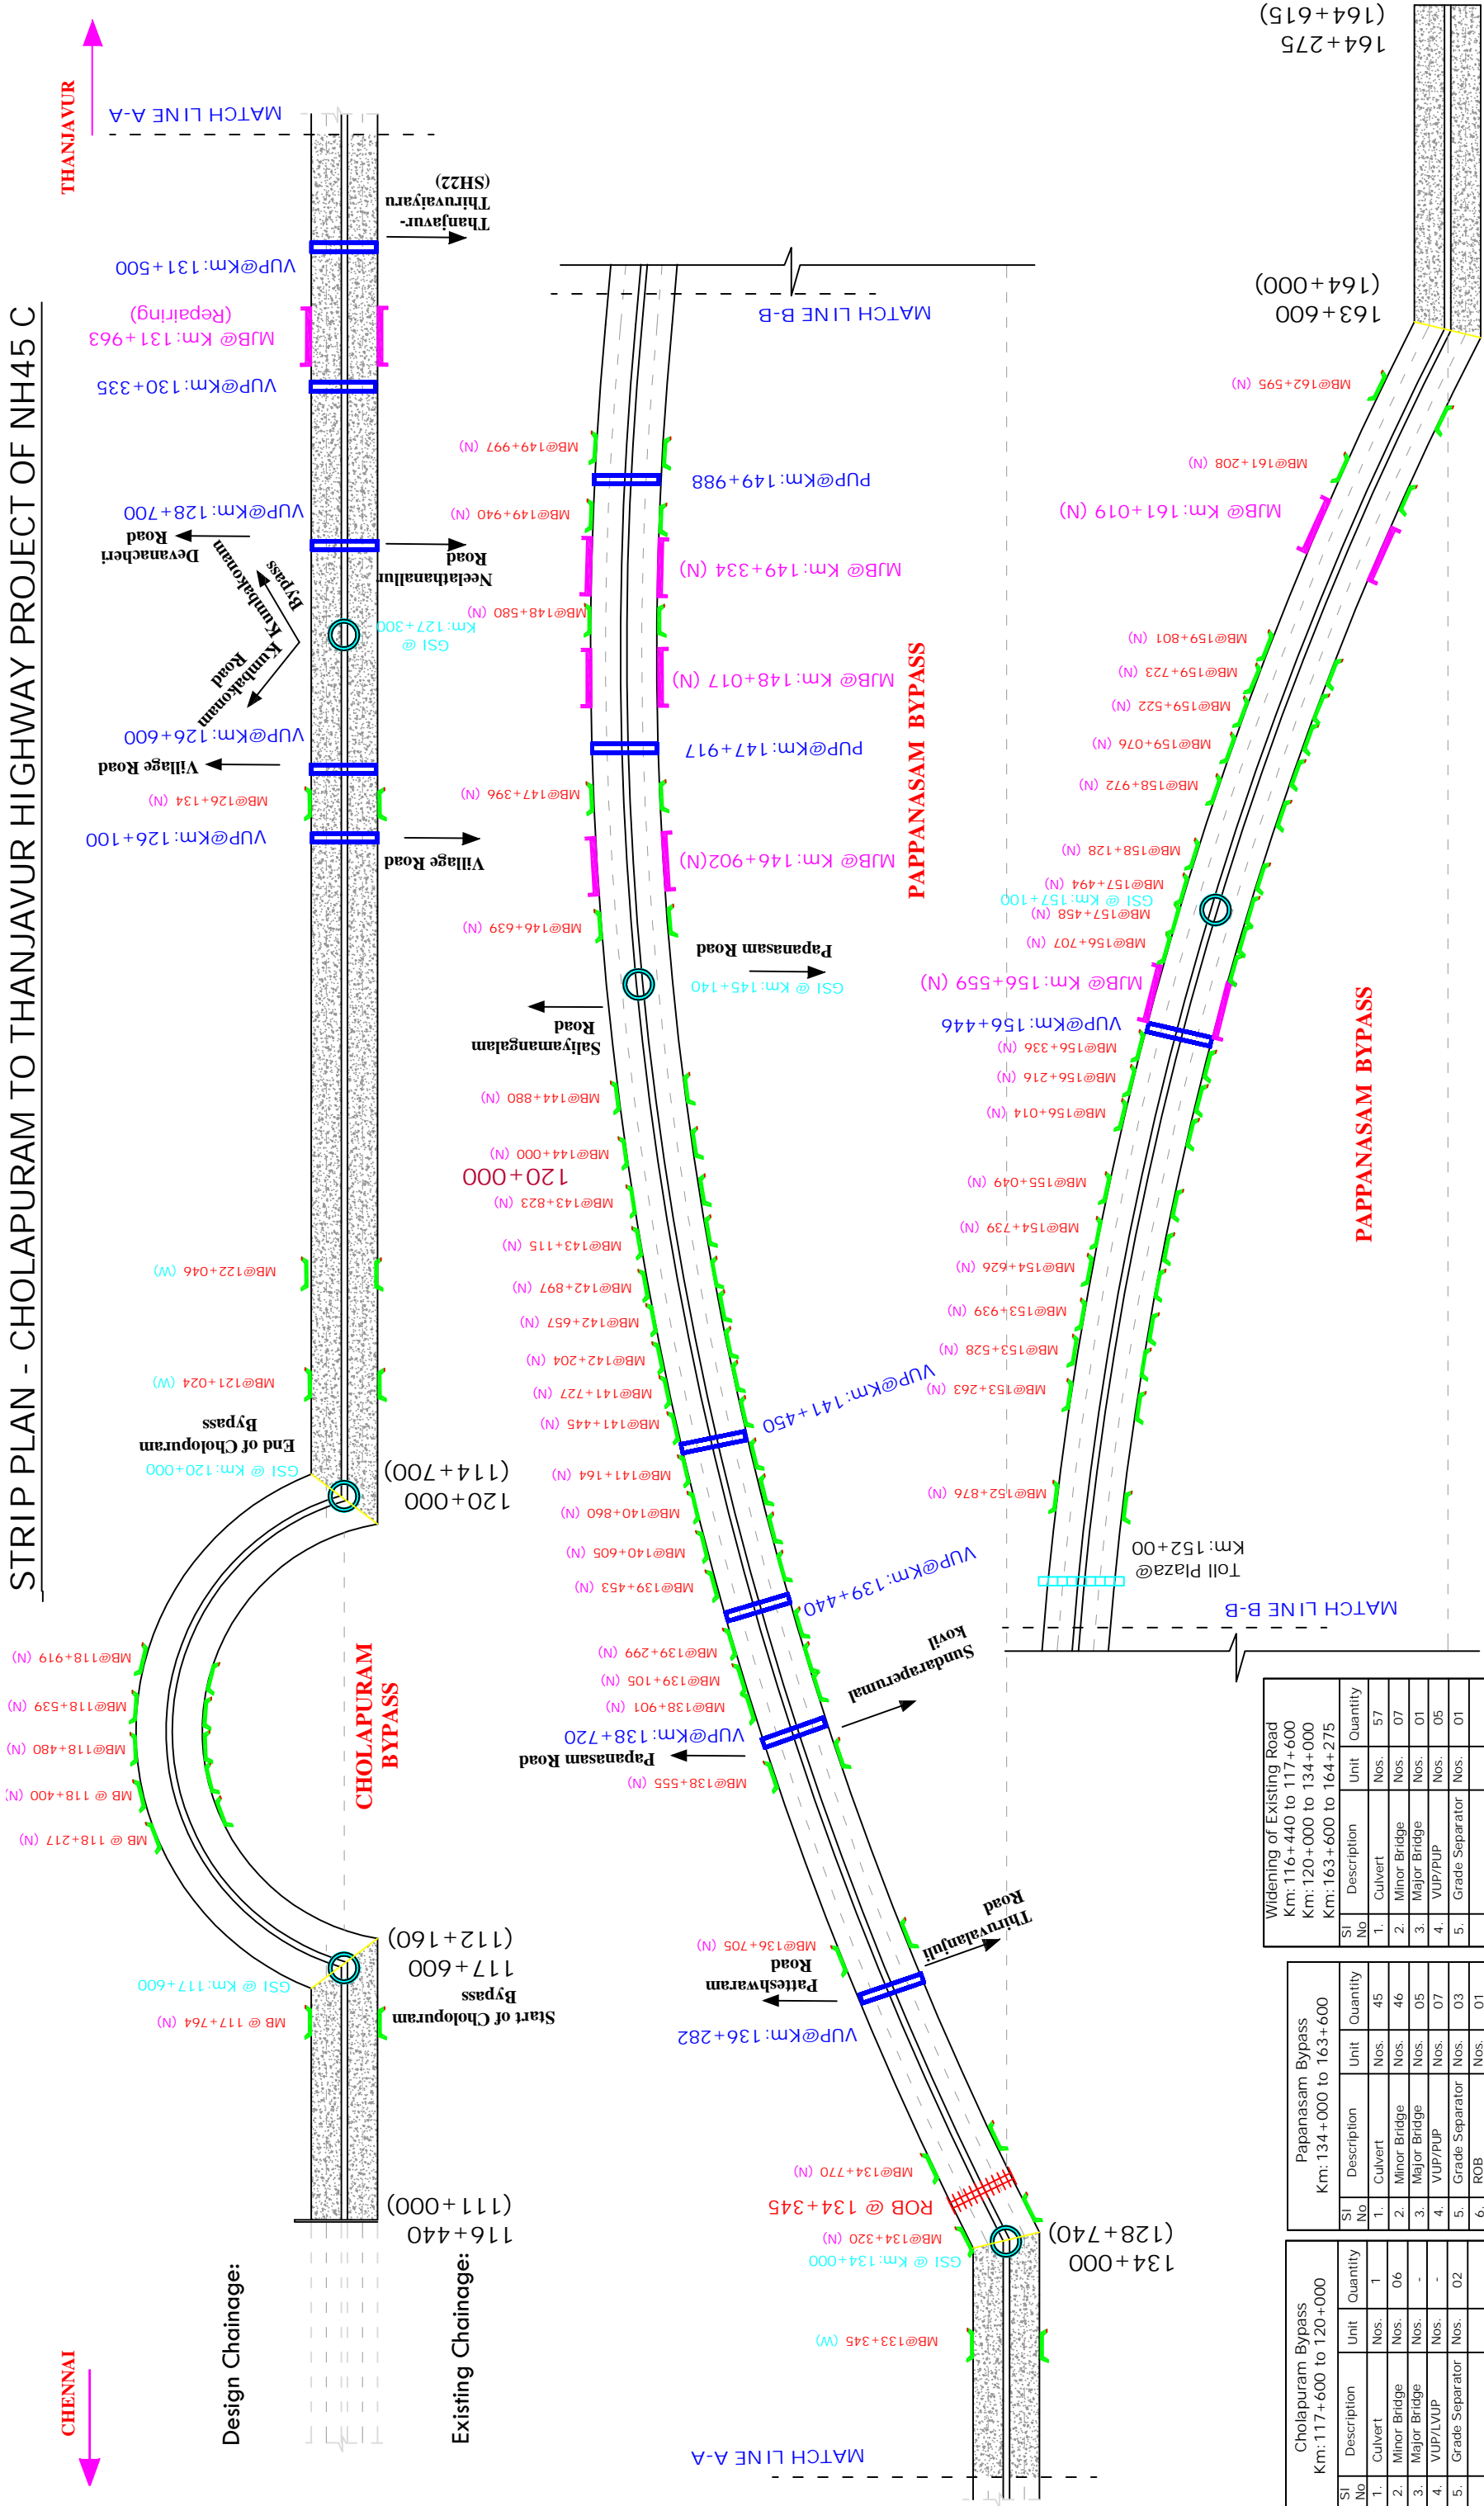 STRIP PLAN - CHOLAPURAM TO THANJAVUR HIGHWAY PROJECT OF NH45 C
CHENNAI
THANJAVUR
Design Chainage:
Existing Chainage:
116+440
(111+000)
MB @ 117+764 (N)
GSI @ Km:117+600
Start of Cholopuram
Bypass
117+600
(112+160)
MB @ 118+217 (N)
MB @ 118+400 (N)
MB@118+480 (N)
MB@118+539 (N)
MB@118+919 (N)
CHOLAPURAM
BYPASS
120+000
(114+700)
GSI @ Km:120+000
End of Cholopuram
Bypass
MB@121+024 (W)
MB@122+046 (W)
VUP@Km:126+100
Village Road
MB@126+134 (N)
Village Road
VUP@Km:126+600
Kumbakonam
Road
Kumbakonam
Bypass
GSI @
Km:127+300
Neelathanallur
Road
Devanacheri
Road
VUP@Km:128+700
VUP@Km:130+335
MJB@ Km:131+963
(Repairing)
VUP@Km:131+500
Thanjavur-
Thiruvaiyaru
(SH22)
MATCH LINE A-A
MATCH LINE A-A
MB@133+345 (W)
134+000
(128+740)
GSI @ Km:134+000
MB@134+320 (N)
ROB @ 134+345
MB@134+770 (N)
VUP@Km:136+282
Patteshwaram
Road
Thiruvalanjuli
Road
MB@136+705 (N)
MB@138+555 (N)
Papanasam Road
VUP@Km:138+720
Sundaraperumal
kovil
MB@138+901 (N)
MB@139+105 (N)
MB@139+299 (N)
VUP@Km:139+440
MB@139+453 (N)
MB@140+605 (N)
MB@140+860 (N)
MB@141+164 (N)
VUP@Km:141+450
MB@141+445 (N)
MB@141+727 (N)
MB@142+204 (N)
MB@142+657 (N)
MB@142+897 (N)
MB@143+115 (N)
MB@143+823 (N)
120+000
MB@144+000 (N)
MB@144+880 (N)
Saliyamangalam
Road
GSI @ Km:145+140
Papanasam Road
MB@146+639 (N)
MJB@ Km:146+902(N)
MB@147+396 (N)
PUP@Km:147+917
MJB@ Km:148+017 (N)
MB@148+580 (N)
MJB@ Km:149+334 (N)
MB@149+940 (N)
PUP@Km:149+988
MB@149+997 (N)
PAPPANASAM BYPASS
MATCH LINE B-B
MATCH LINE B-B
Toll Plaza@
Km:152+00
MB@152+876 (N)
MB@153+263 (N)
MB@153+528 (N)
MB@153+939 (N)
MB@154+626 (N)
MB@154+739 (N)
MB@155+049 (N)
MB@156+014 (N)
MB@156+216 (N)
MB@156+336 (N)
VUP@Km:156+446
MJB@ Km:156+559 (N)
MB@156+707 (N)
MB@157+458 (N)
GSI @ Km:157+100
MB@157+494 (N)
MB@158+128 (N)
MB@158+972 (N)
MB@159+076 (N)
MB@159+522 (N)
MB@159+723 (N)
MB@159+801 (N)
MJB@ Km:161+019 (N)
MB@161+208 (N)
MB@162+595 (N)
PAPPANASAM BYPASS
163+600
(164+000)
164+275
(164+615)
Cholapuram Bypass
Km:117+600 to 120+000
SI No Description Unit Quantity
1. Culvert Nos. 1
2. Minor Bridge Nos. 06
3. Major Bridge Nos. -
4. VUP/LVUP Nos. -
5. Grade Separator Nos. 02
Papanasam Bypass
Km:134+000 to 163+600
SI No Description Unit Quantity
1. Culvert Nos. 45
2. Minor Bridge Nos. 46
3. Major Bridge Nos. 05
4. VUP/PUP Nos. 07
5. Grade Separator Nos. 03
6. ROB Nos. 01
Widening of Existing Road
Km:116+440 to 117+600
Km:120+000 to 134+000
Km:163+600 to 164+275
SI No Description Unit Quantity
1. Culvert Nos. 57
2. Minor Bridge Nos. 07
3. Major Bridge Nos. 01
4. VUP/PUP Nos. 05
5. Grade Separator Nos. 01